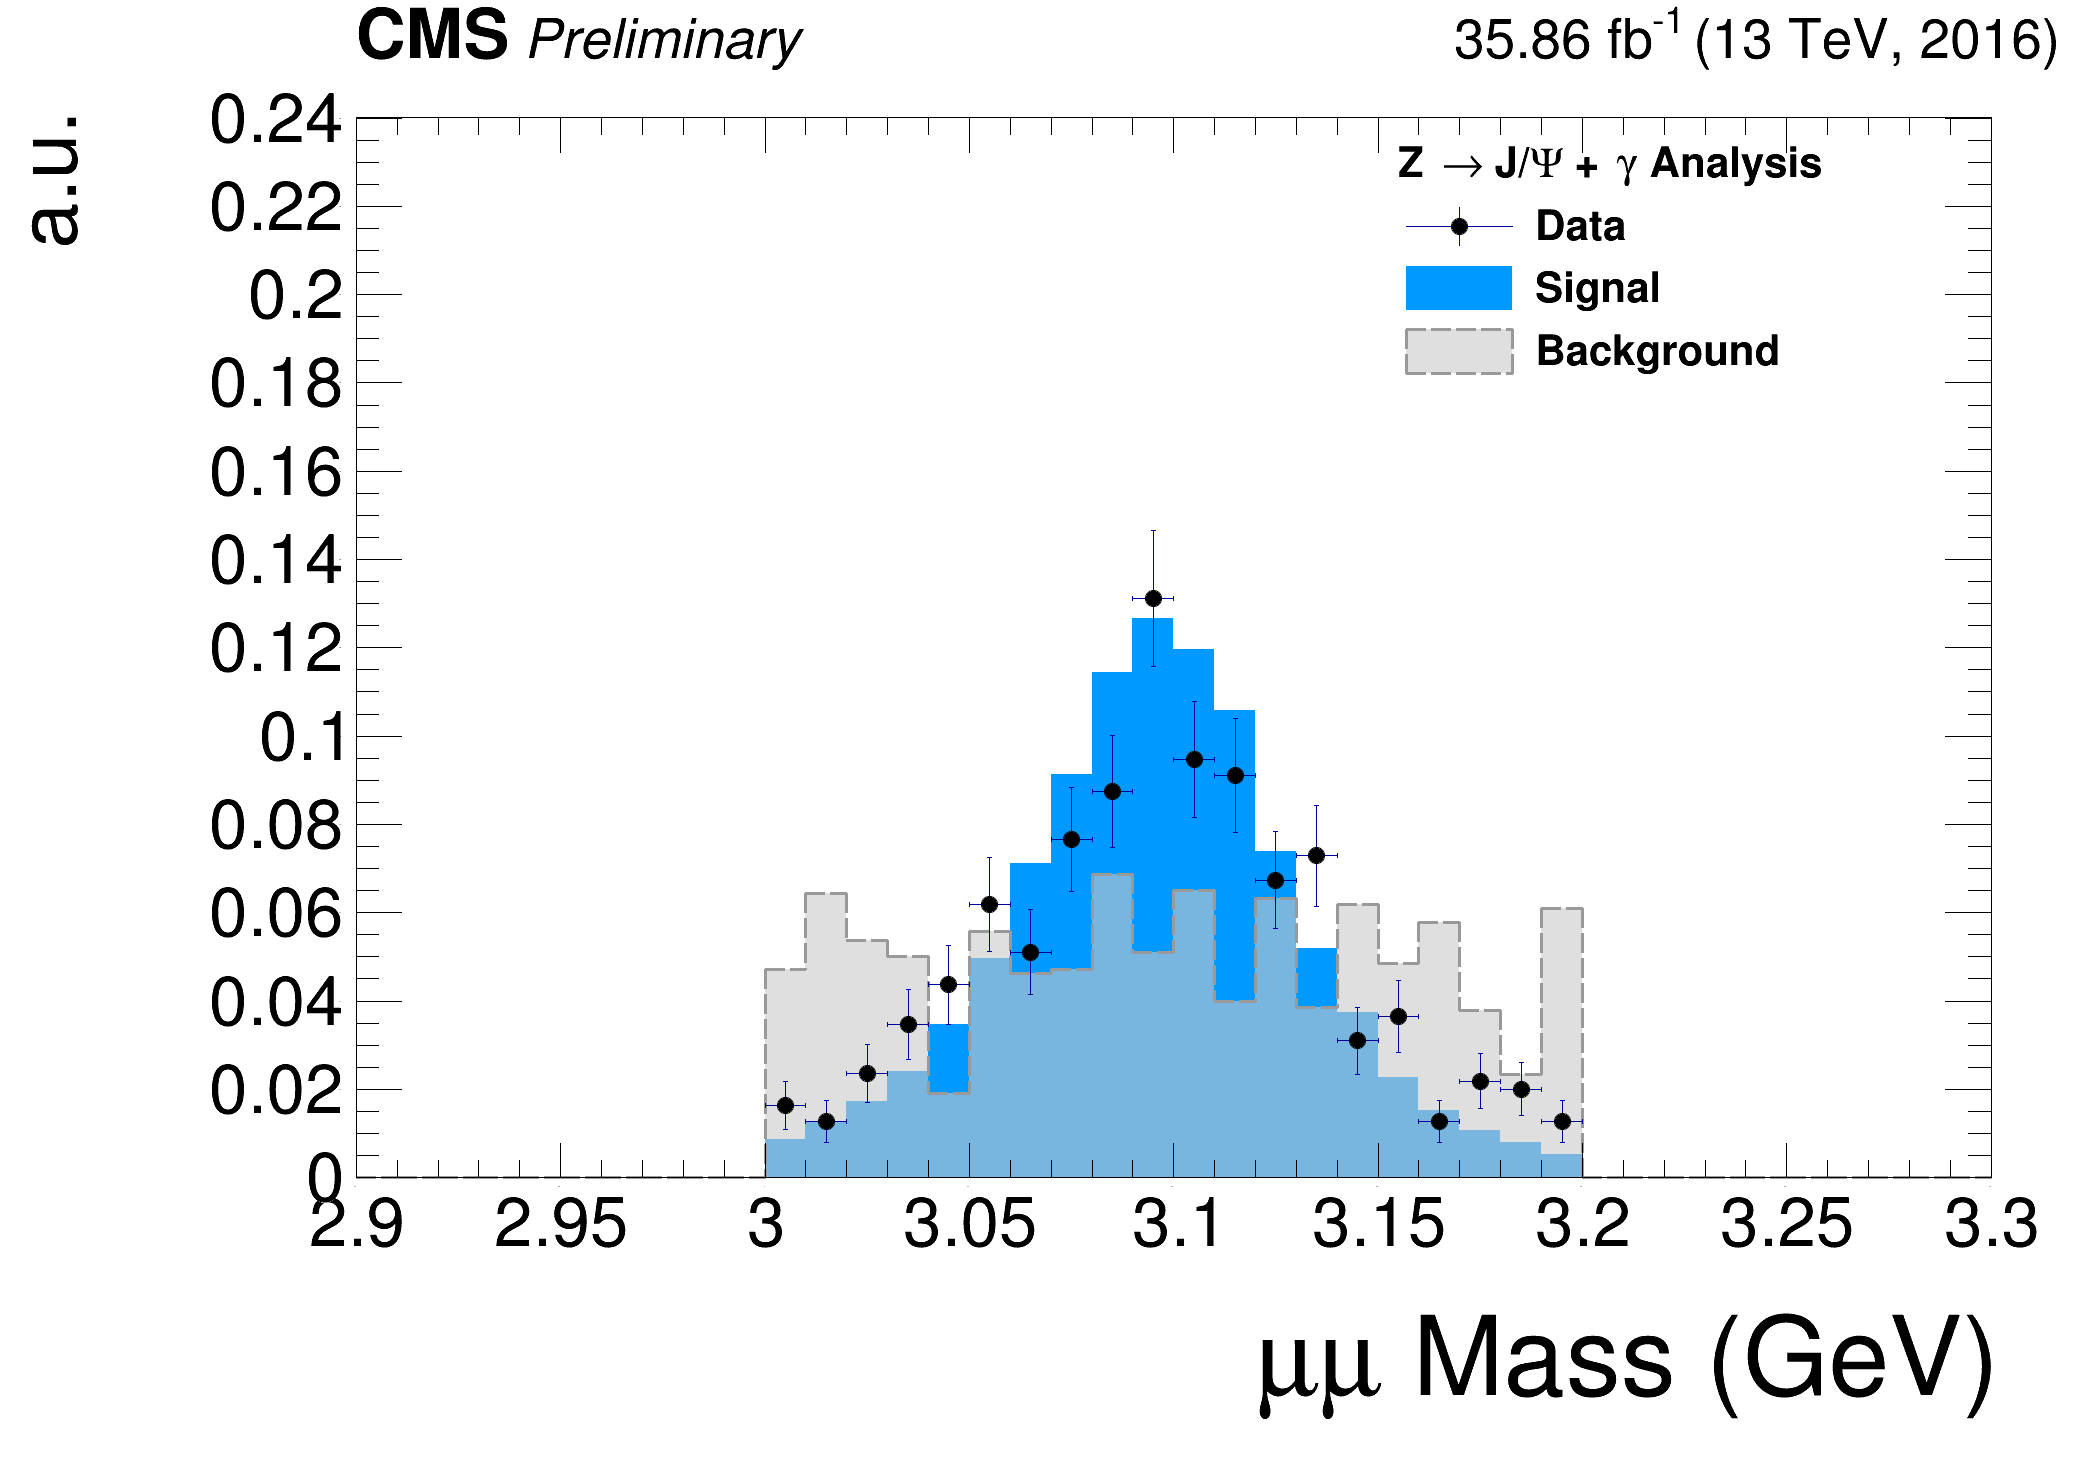 CMS Preliminary 35.86 fb⁻¹ (13 TeV, 2016)
a.u.
0.24
0.22
0.2
0.18
0.16
0.14
0.12
0.1
0.08
0.06
0.04
0.02
0
Z → J/Ψ + γ Analysis
Data
Signal
Background
2.9 2.95 3 3.05 3.1 3.15 3.2 3.25 3.3
μμ Mass (GeV)